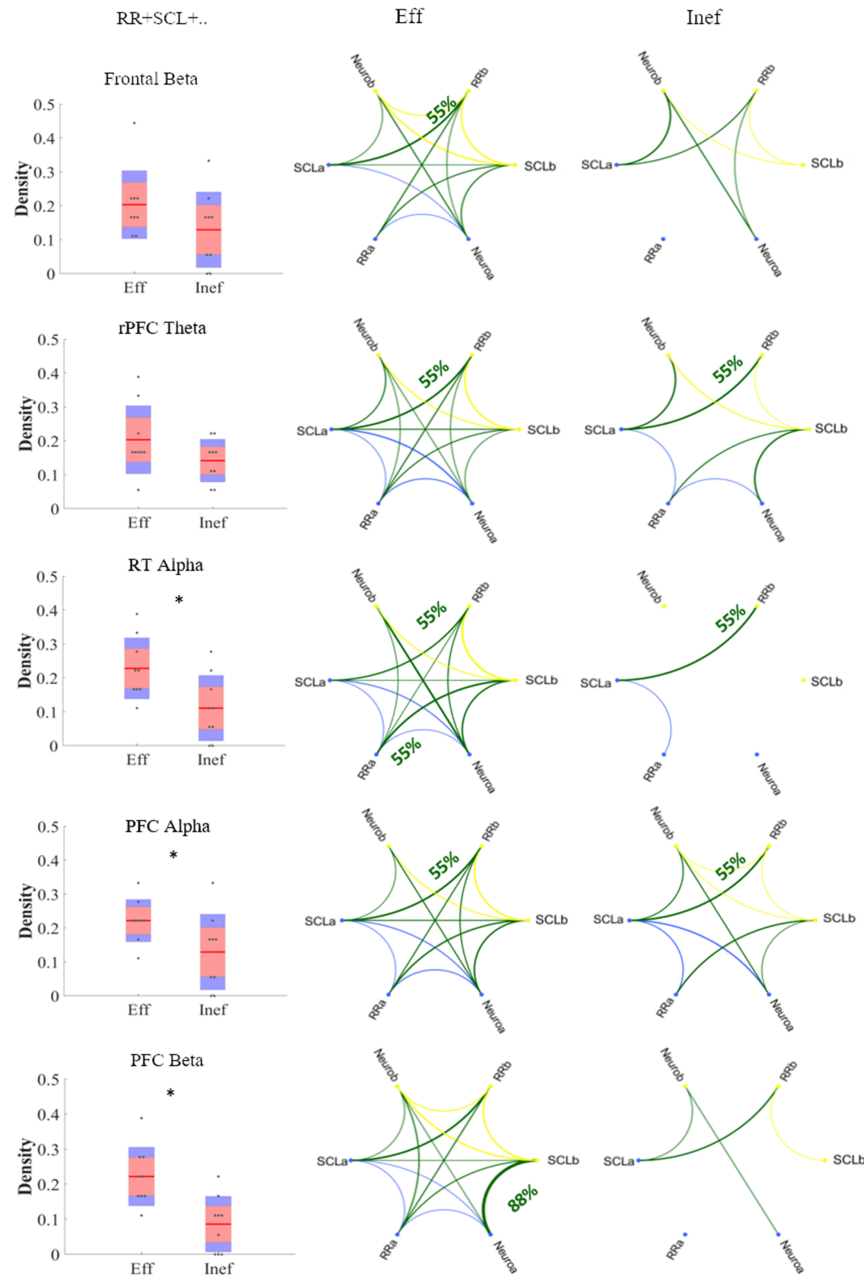 RR+SCL+..
Eff
Inef
Frontal Beta
Density
0.5
0.4
0.3
0.2
0.1
0
Eff
Inef
Neurob
RRb
55%
SCLa
SCLb
RRa
Neuroa
Neurob
RRb
SCLa
SCLb
RRa
Neuroa
rPFC Theta
Density
0.5
0.4
0.3
0.2
0.1
0
Eff
Inef
Neurob
RRb
55%
SCLa
SCLb
RRa
Neuroa
Neurob
RRb
55%
SCLa
SCLb
RRa
Neuroa
RT Alpha
*
Density
0.5
0.4
0.3
0.2
0.1
0
Eff
Inef
Neurob
RRb
55%
SCLa
SCLb
55%
RRa
Neuroa
Neurob
RRb
55%
SCLa
SCLb
RRa
Neuroa
PFC Alpha
*
Density
0.5
0.4
0.3
0.2
0.1
0
Eff
Inef
Neurob
RRb
55%
SCLa
SCLb
RRa
Neuroa
Neurob
RRb
55%
SCLa
SCLb
RRa
Neuroa
PFC Beta
*
Density
0.5
0.4
0.3
0.2
0.1
0
Eff
Inef
Neurob
RRb
SCLa
SCLb
88%
RRa
Neuroa
Neurob
RRb
SCLa
SCLb
RRa
Neuroa